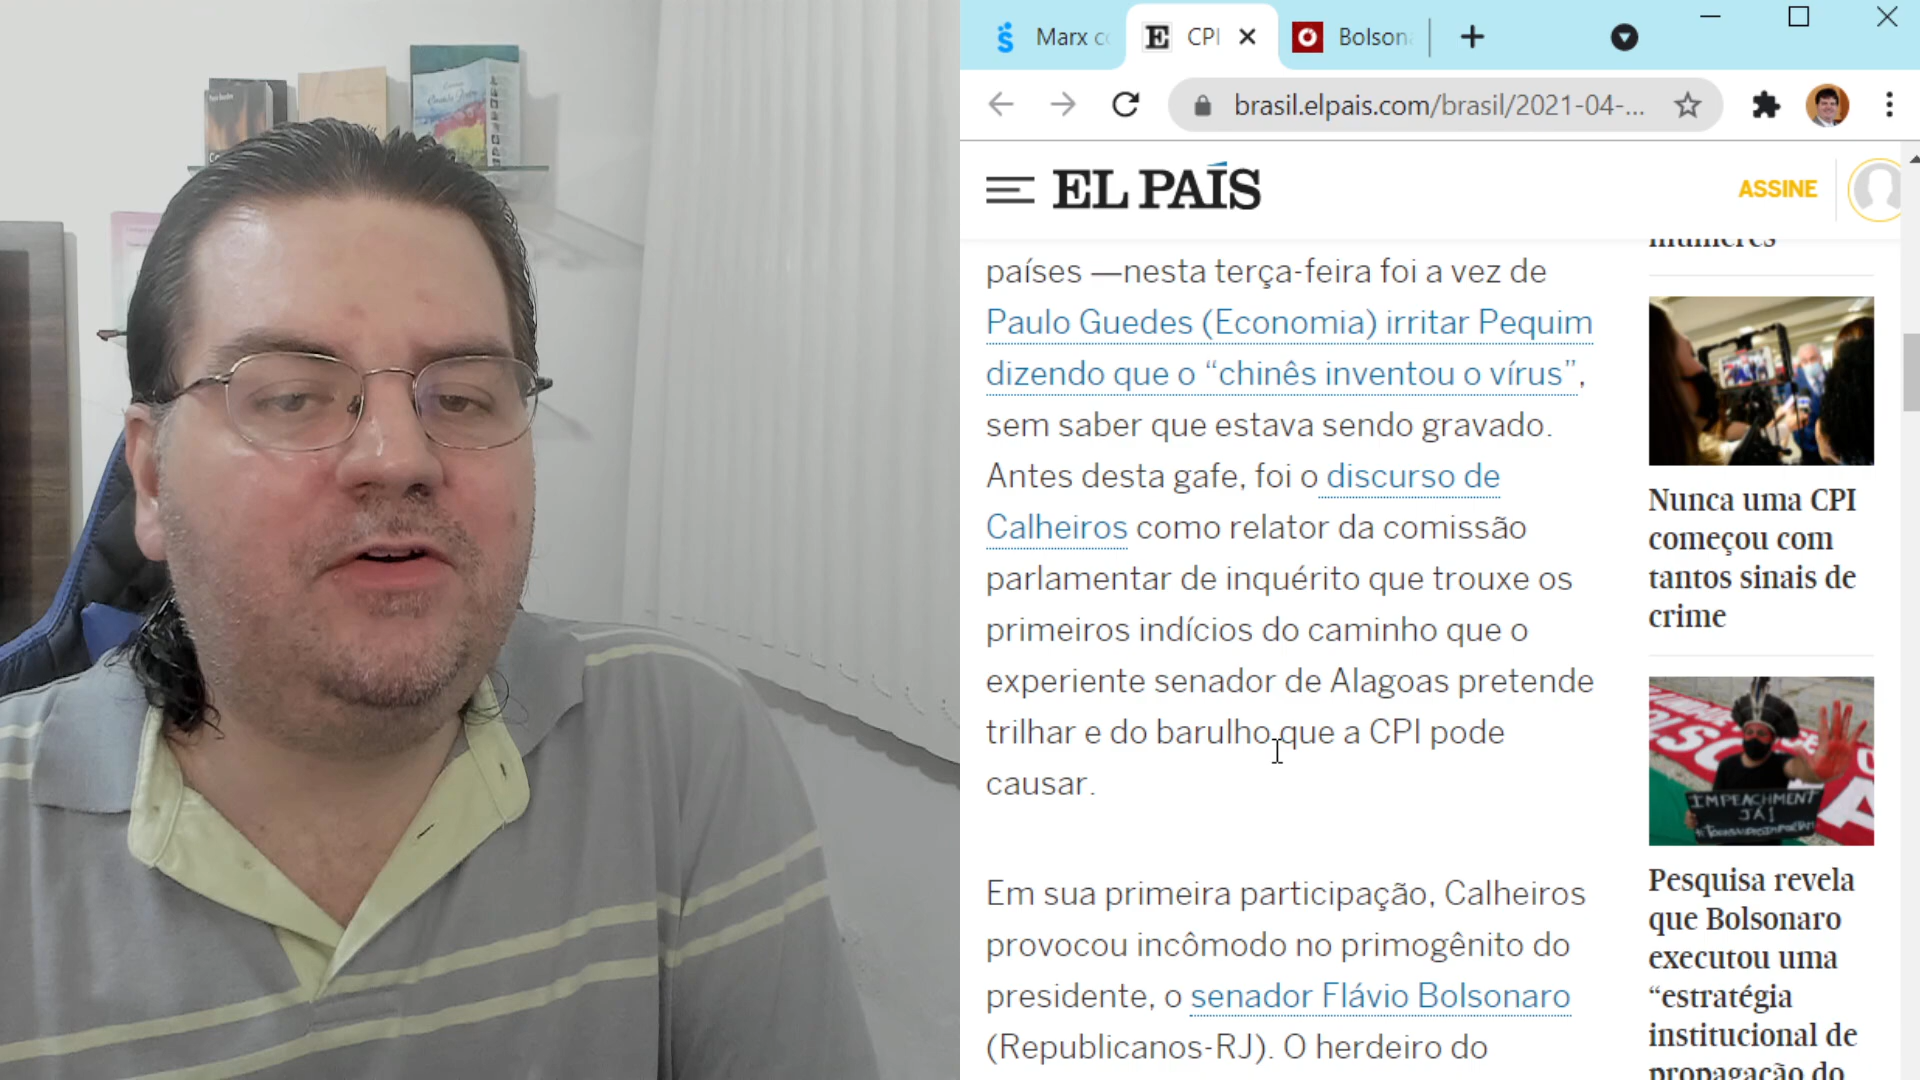 Marx c
CPI
Bolson
brasil.elpais.com/brasil/2021-04-...
EL PAÍS
ASSINE
mulheres
países —nesta terça-feira foi a vez de
Paulo Guedes (Economia) irritar Pequim
dizendo que o “chinês inventou o vírus”,
sem saber que estava sendo gravado.
Antes desta gafe, foi o discurso de
Calheiros como relator da comissão
parlamentar de inquérito que trouxe os
primeiros indícios do caminho que o
experiente senador de Alagoas pretende
trilhar e do barulho que a CPI pode
causar.
Em sua primeira participação, Calheiros
provocou incômodo no primogênito do
presidente, o senador Flávio Bolsonaro
(Republicanos-RJ). O herdeiro do
Nunca uma CPI
começou com
tantos sinais de
crime
IMPEACHMENT
JÁ!
Pesquisa revela
que Bolsonaro
executou uma
“estratégia
institucional de
propagação do